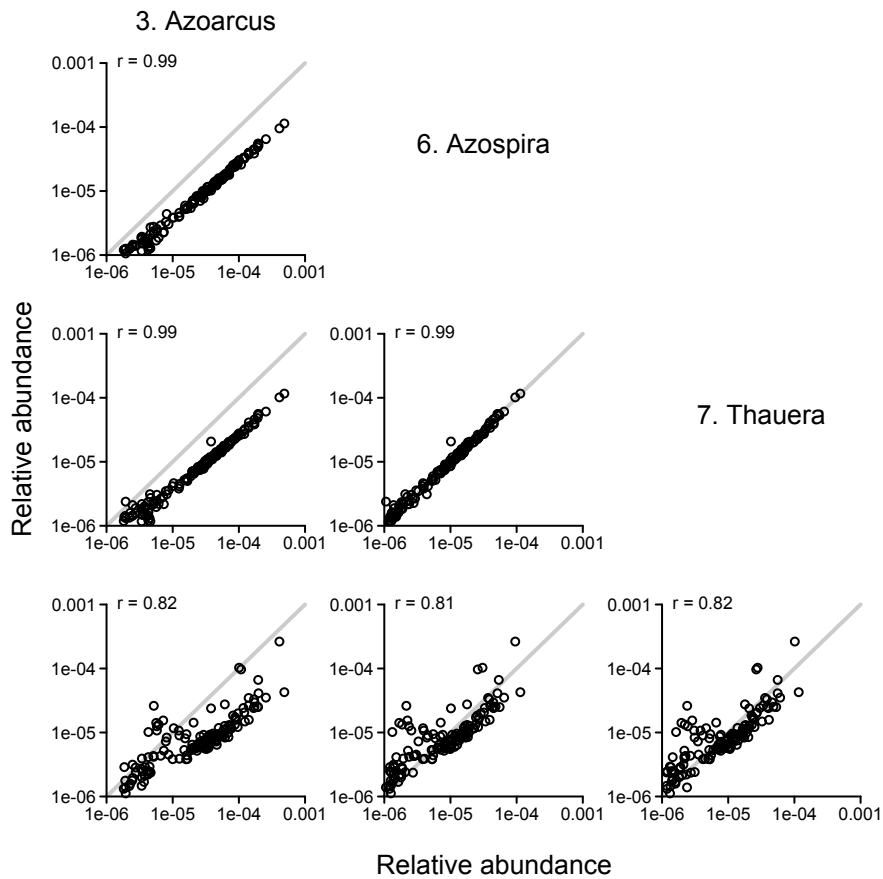 3. Azoarcus
r = 0.99
0.001
1e-04
1e-05
1e-06
1e-06 1e-05 1e-04 0.001
6. Azospira
r = 0.99
0.001
1e-04
1e-05
1e-06
1e-06 1e-05 1e-04 0.001
r = 0.99
0.001
1e-04
1e-05
1e-06
1e-06 1e-05 1e-04 0.001
7. Thauera
r = 0.82
0.001
1e-04
1e-05
1e-06
1e-06 1e-05 1e-04 0.001
r = 0.81
0.001
1e-04
1e-05
1e-06
1e-06 1e-05 1e-04 0.001
r = 0.82
0.001
1e-04
1e-05
1e-06
1e-06 1e-05 1e-04 0.001
Relative abundance
Relative abundance